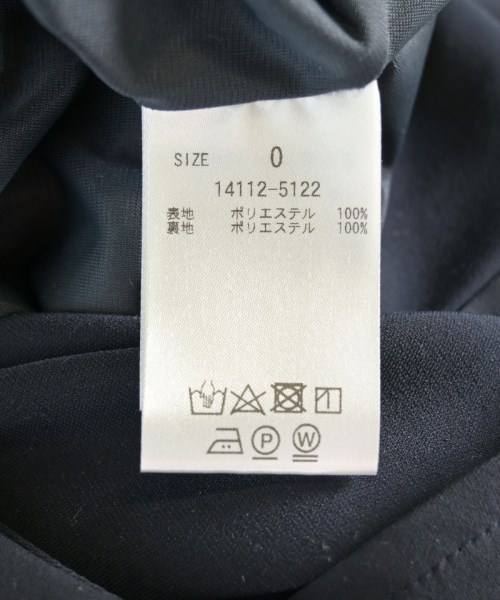 SIZE 0
14112-5122
表地 ポリエステル 100%
裏地 ポリエステル 100%
P W